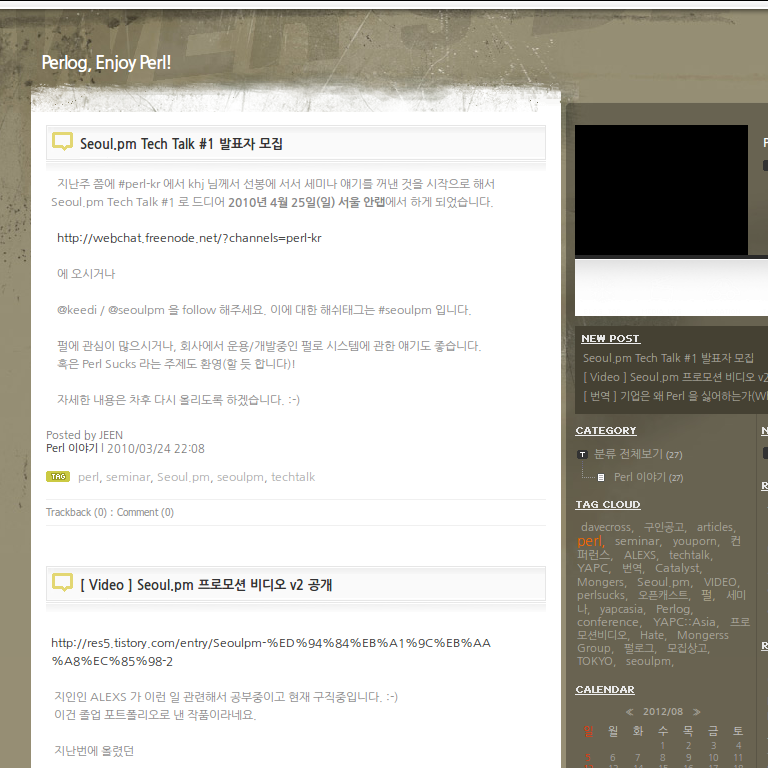 Perlog, Enjoy Perl!
Seoul.pm Tech Talk #1 발표자 모집
지난주 쯤에 #perl-kr 에서 khj 님께서 선봉에 서서 세미나 얘기를 꺼낸 것을 시작으로 해서
Seoul.pm Tech Talk #1 로 드디어 2010년 4월 25일(일) 서울 안랩에서 하게 되었습니다.
http://webchat.freenode.net/?channels=perl-kr
에 오시거나
@keedi / @seoulpm 을 follow 해주세요. 이에 대한 해쉬태그는 #seoulpm 입니다.
펄에 관심이 많으시거나, 회사에서 운용/개발중인 펄로 시스템에 관한 얘기도 좋습니다.
혹은 Perl Sucks 라는 주제도 환영(할 듯 합니다)!
자세한 내용은 차후 다시 올리도록 하겠습니다. :-)
Posted by JEEN
Perl 이야기 | 2010/03/24 22:08
TAG perl, seminar, Seoul.pm, seoulpm, techtalk
Trackback (0) : Comment (0)
[ Video ] Seoul.pm 프로모션 비디오 v2 공개
http://res5.tistory.com/entry/Seoulpm-%ED%94%84%EB%A1%9C%EB%AA
%A8%EC%85%98-2
지인인 ALEXS 가 이런 일 관련해서 공부중이고 현재 구직중입니다. :-)
이건 졸업 포트폴리오로 낸 작품이라네요.
지난번에 올렸던
NEW POST
Seoul.pm Tech Talk #1 발표자 모집
[ Video ] Seoul.pm 프로모션 비디오 v2
[ 번역 ] 기업은 왜 Perl 을 싫어하는가(Wh
CATEGORY
분류 전체보기 (27)
Perl 이야기 (27)
TAG CLOUD
davecross, 구인공고, articles,
perl, seminar, youporn, 컨
퍼런스, ALEXS, techtalk,
YAPC, 번역, Catalyst,
Mongers, Seoul.pm, VIDEO,
perlsucks, 오픈캐스트, 펄, 세미
나, yapcasia, Perlog,
conference, YAPC::Asia, 프로
모션비디오, Hate, Mongerss
Group, 펄로그, 모집상고,
TOKYO, seoulpm,
CALENDAR
≪ 2012/08 ≫
일 월 화 수 목 금 토
1 2 3 4
5 6 7 8 9 10 11